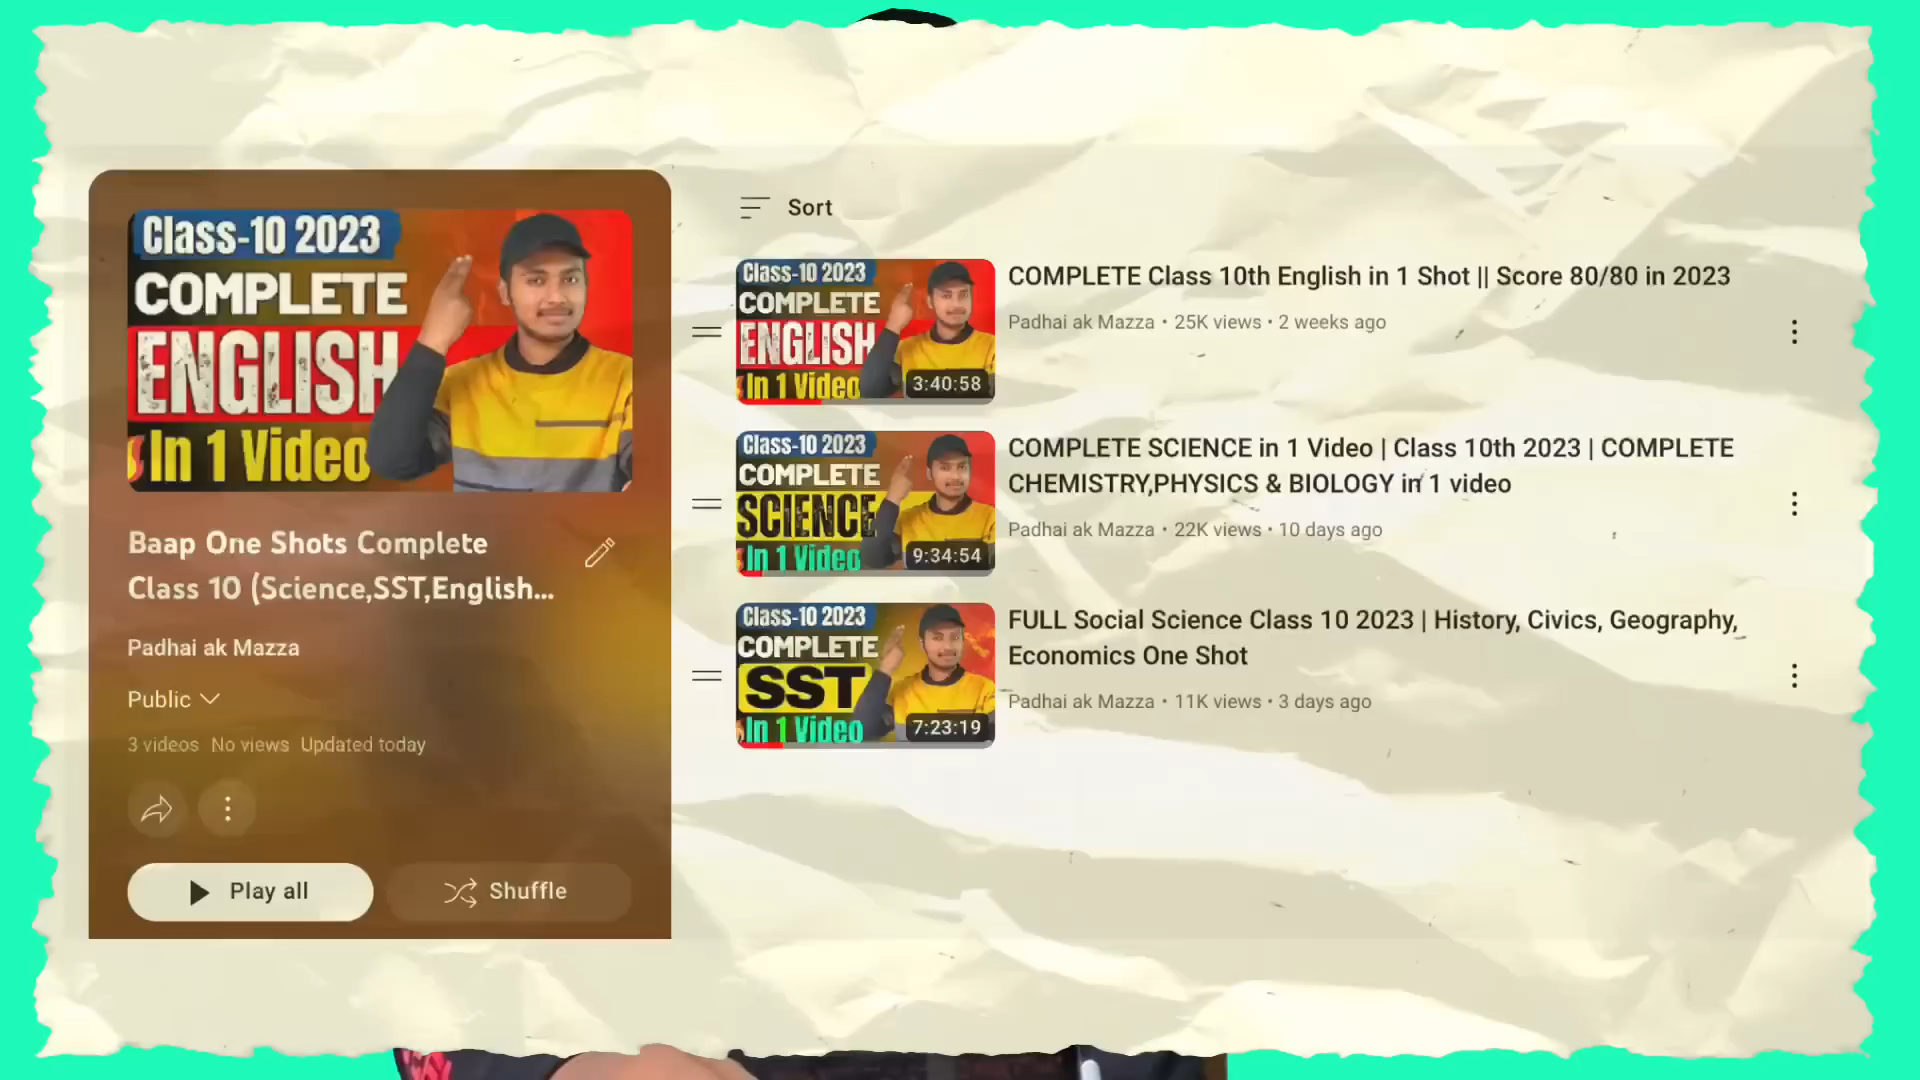 Class-10 2023
COMPLETE
ENGLISH
In 1 Video
Baap One Shots Complete
Class 10 (Science,SST,English...
Padhai ak Mazza
Public
3 videos No views Updated today
Play all
Shuffle
Sort
Class-10 2023
COMPLETE
ENGLISH
In 1 Video
3:40:58
COMPLETE Class 10th English in 1 Shot || Score 80/80 in 2023
Padhai ak Mazza • 25K views • 2 weeks ago
Class-10 2023
COMPLETE
SCIENCE
In 1 Video
9:34:54
COMPLETE SCIENCE in 1 Video | Class 10th 2023 | COMPLETE
CHEMISTRY,PHYSICS & BIOLOGY in 1 video
Padhai ak Mazza • 22K views • 10 days ago
Class-10 2023
COMPLETE
SST
In 1 Video
7:23:19
FULL Social Science Class 10 2023 | History, Civics, Geography,
Economics One Shot
Padhai ak Mazza • 11K views • 3 days ago